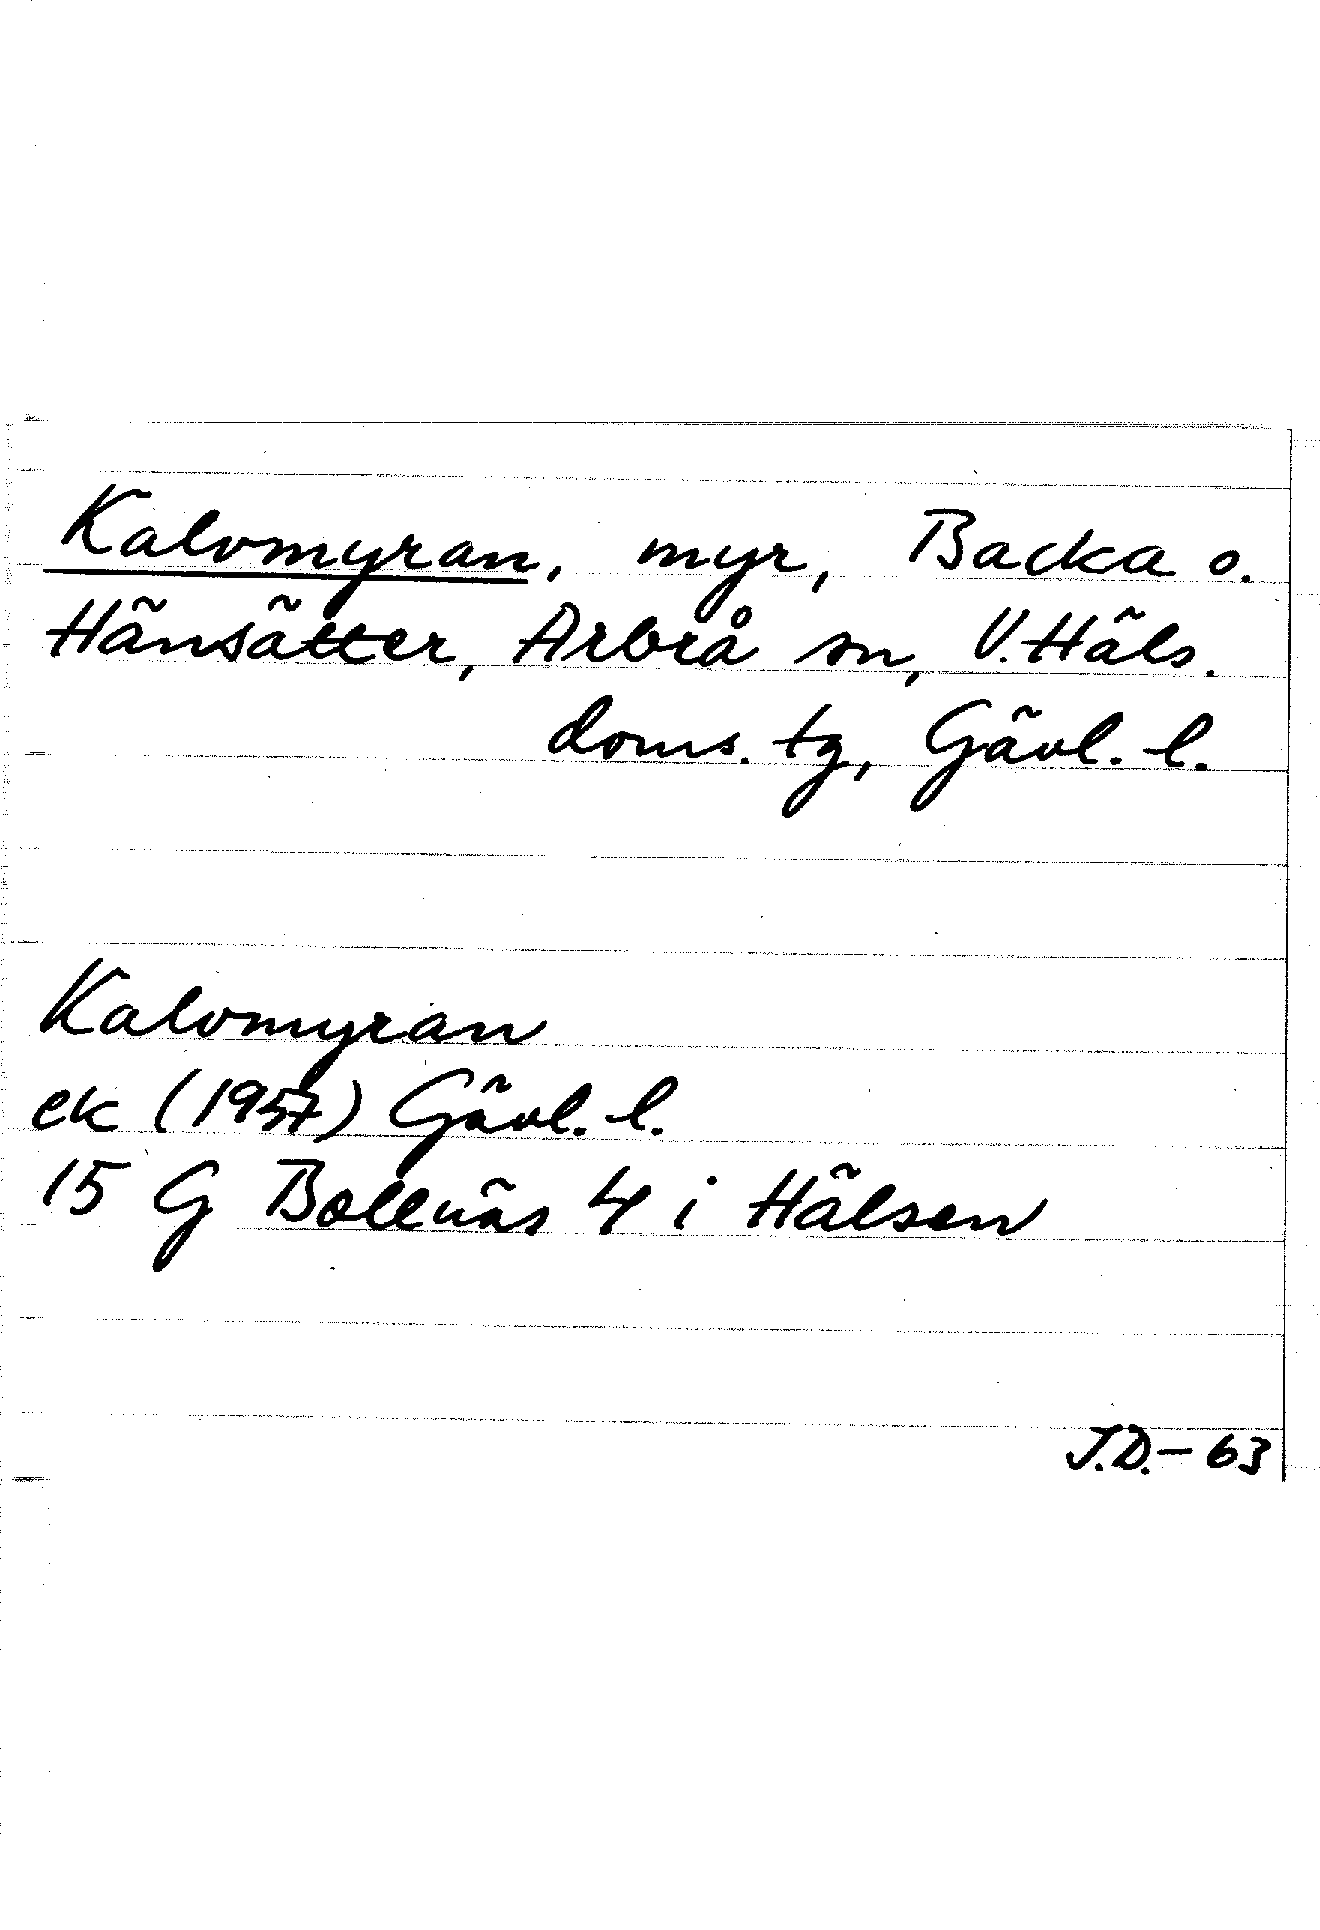 Kalvmyran, myr, Backa o.
Hänsätter, Arbrå sn, V. Häls.
doms. tg, Gävl. l.
Kalvmyran
ek (1957) Gävl. l.
15 G Bollnäs 4 i Hälsen
J.D. - 63